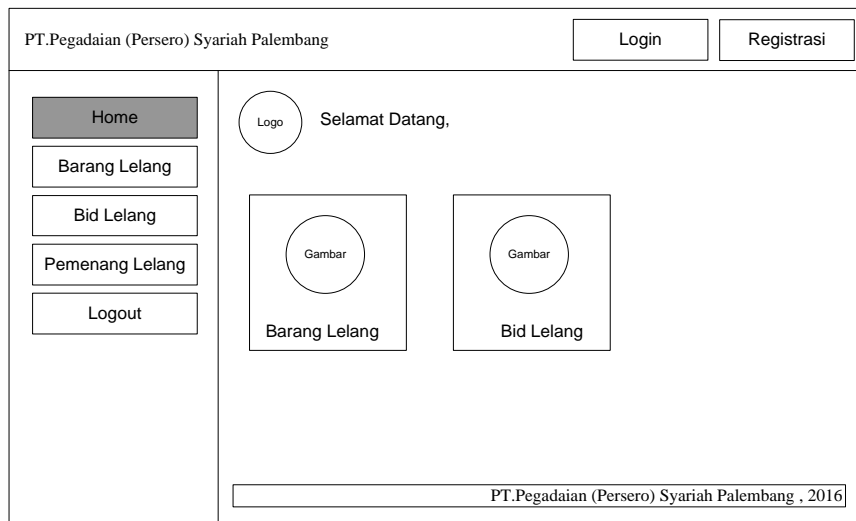 PT.Pegadaian (Persero) Syariah Palembang
Login
Registrasi
Home
Barang Lelang
Bid Lelang
Pemenang Lelang
Logout
Logo
Selamat Datang,
Gambar
Barang Lelang
Gambar
Bid Lelang
PT.Pegadaian (Persero) Syariah Palembang , 2016